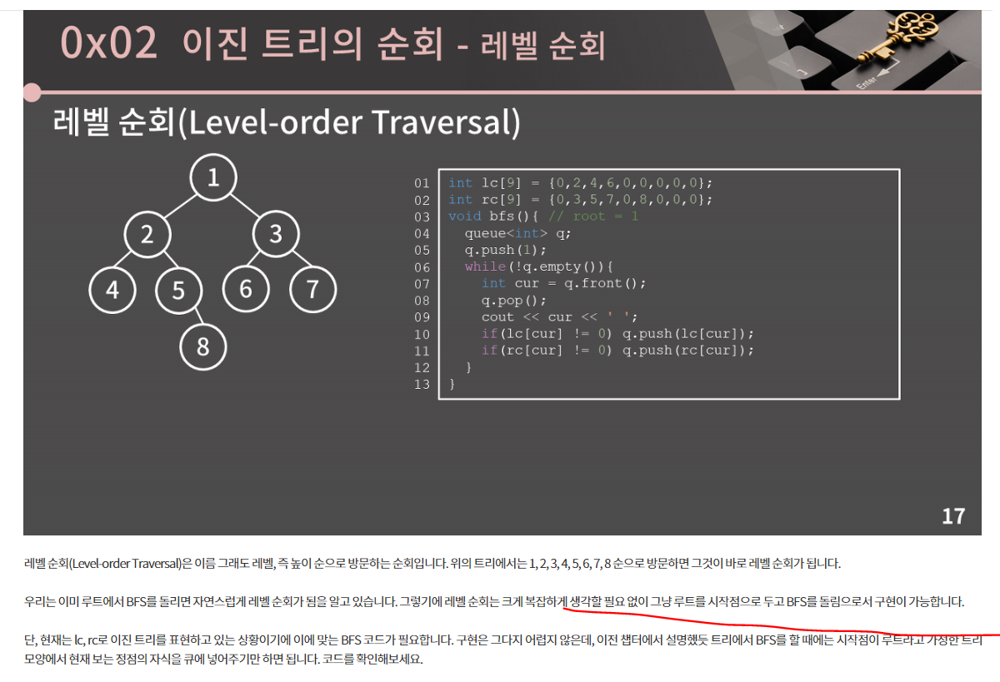 0x02 이진 트리의 순회 - 레벨 순회
Enter
레벨 순회(Level-order Traversal)
1
2
3
4
5
6
7
8
01 int lc[9] = {0,2,4,6,0,0,0,0,0};
02 int rc[9] = {0,3,5,7,0,8,0,0,0};
03 void bfs(){ // root = 1
04 queue<int> q;
05 q.push(1);
06 while(!q.empty()){
07 int cur = q.front();
08 q.pop();
09 cout << cur << ' ';
10 if(lc[cur] != 0) q.push(lc[cur]);
11 if(rc[cur] != 0) q.push(rc[cur]);
12 }
13 }
17
레벨 순회(Level-order Traversal)은 이름 그래도 레벨, 즉 높이 순으로 방문하는 순회입니다. 위의 트리에서는 1, 2, 3, 4, 5, 6, 7, 8 순으로 방문하면 그것이 바로 레벨 순회가 됩니다.
우리는 이미 루트에서 BFS를 돌리면 자연스럽게 레벨 순회가 됨을 알고 있습니다. 그렇기에 레벨 순회는 크게 복잡하게 생각할 필요 없이 그냥 루트를 시작점으로 두고 BFS를 돌림으로서 구현이 가능합니다.
단, 현재는 lc, rc로 이진 트리를 표현하고 있는 상황이기에 이에 맞는 BFS 코드가 필요합니다. 구현은 그다지 어렵지 않은데, 이전 챕터에서 설명했듯 트리에서 BFS를 할 때에는 시작점이 루트라고 가정한 트리
모양에서 현재 보는 정점의 자식을 큐에 넣어주기만 하면 됩니다. 코드를 확인해보세요.